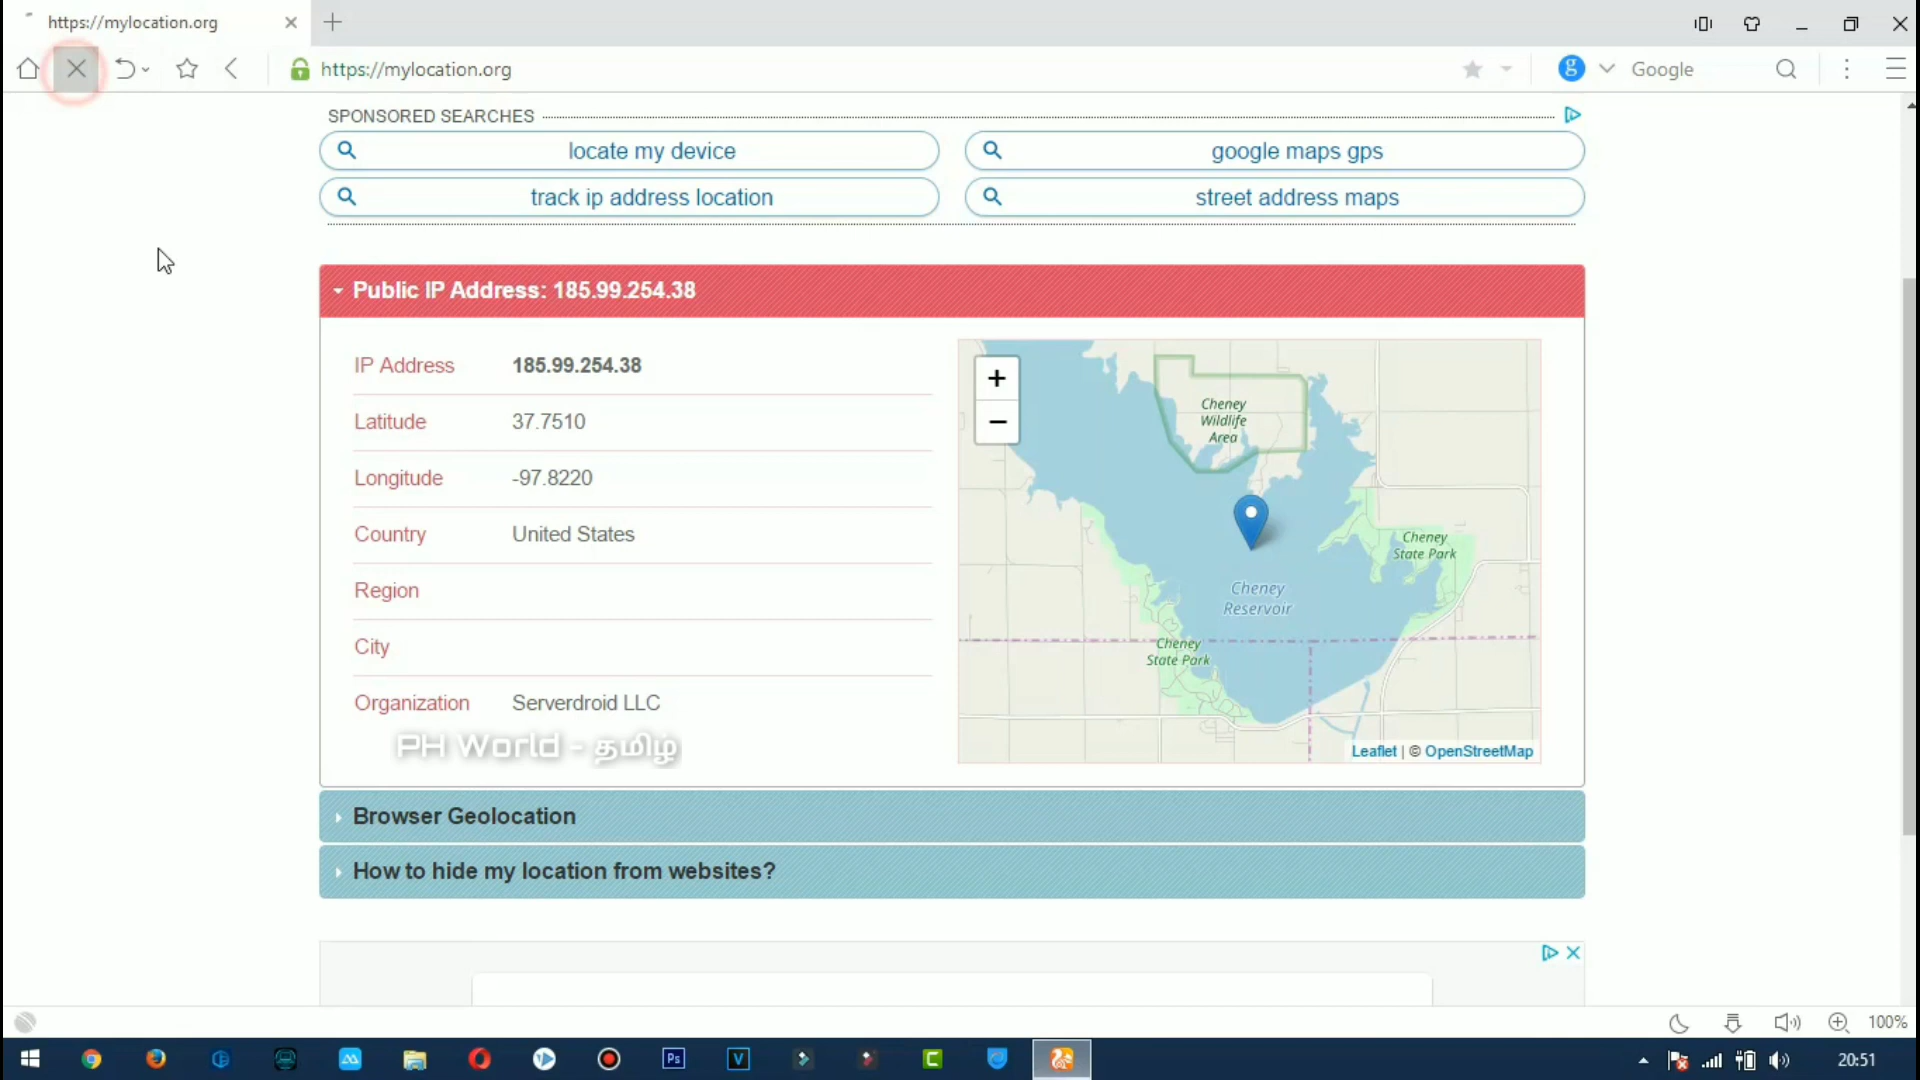 https://mylocation.org
https://mylocation.org
Google
SPONSORED SEARCHES
locate my device
google maps gps
track ip address location
street address maps
Public IP Address: 185.99.254.38
IP Address 185.99.254.38
Latitude 37.7510
Longitude -97.8220
Country United States
Region
City
Organization Serverdroid LLC
PH World - தமிழ்
+
−
Cheney
Wildlife
Area
Cheney
State Park
Cheney
Reservoir
Cheney
State Park
Leaflet | © OpenStreetMap
Browser Geolocation
How to hide my location from websites?
100%
Ps
V
C
20:51